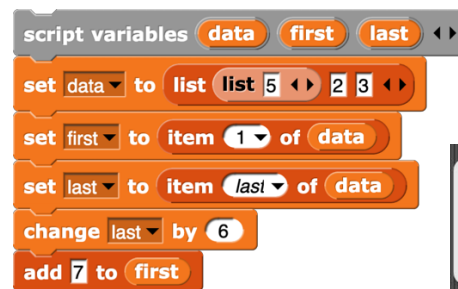 script variables data first last
set data to list list 5 2 3
set first to item 1 of data
set last to item last of data
change last by 6
add 7 to first